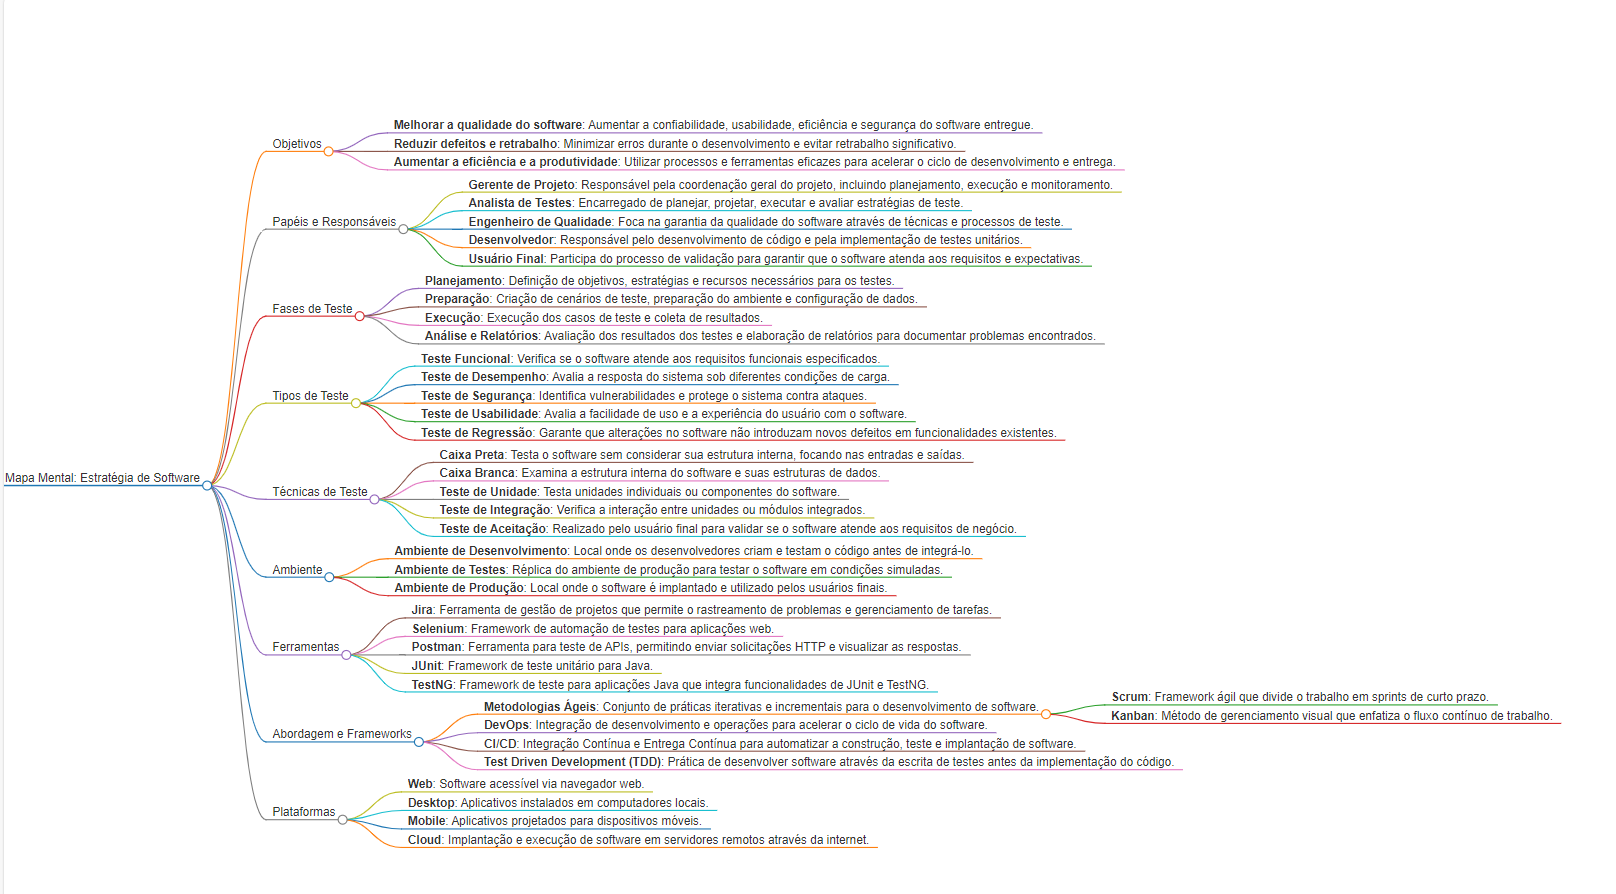 Mapa Mental: Estratégia de Software
Objetivos
Melhorar a qualidade do software: Aumentar a confiabilidade, usabilidade, eficiência e segurança do software entregue.
Reduzir defeitos e retrabalho: Minimizar erros durante o desenvolvimento e evitar retrabalho significativo.
Aumentar a eficiência e a produtividade: Utilizar processos e ferramentas eficazes para acelerar o ciclo de desenvolvimento e entrega.
Papéis e Responsáveis
Gerente de Projeto: Responsável pela coordenação geral do projeto, incluindo planejamento, execução e monitoramento.
Analista de Testes: Encarregado de planejar, projetar, executar e avaliar estratégias de teste.
Engenheiro de Qualidade: Foca na garantia da qualidade do software através de técnicas e processos de teste.
Desenvolvedor: Responsável pelo desenvolvimento de código e pela implementação de testes unitários.
Usuário Final: Participa do processo de validação para garantir que o software atenda aos requisitos e expectativas.
Fases de Teste
Planejamento: Definição de objetivos, estratégias e recursos necessários para os testes.
Preparação: Criação de cenários de teste, preparação do ambiente e configuração de dados.
Execução: Execução dos casos de teste e coleta de resultados.
Análise e Relatórios: Avaliação dos resultados dos testes e elaboração de relatórios para documentar problemas encontrados.
Tipos de Teste
Teste Funcional: Verifica se o software atende aos requisitos funcionais especificados.
Teste de Desempenho: Avalia a resposta do sistema sob diferentes condições de carga.
Teste de Segurança: Identifica vulnerabilidades e protege o sistema contra ataques.
Teste de Usabilidade: Avalia a facilidade de uso e a experiência do usuário com o software.
Teste de Regressão: Garante que alterações no software não introduzam novos defeitos em funcionalidades existentes.
Técnicas de Teste
Caixa Preta: Testa o software sem considerar sua estrutura interna, focando nas entradas e saídas.
Caixa Branca: Examina a estrutura interna do software e suas estruturas de dados.
Teste de Unidade: Testa unidades individuais ou componentes do software.
Teste de Integração: Verifica a interação entre unidades ou módulos integrados.
Teste de Aceitação: Realizado pelo usuário final para validar se o software atende aos requisitos de negócio.
Ambiente
Ambiente de Desenvolvimento: Local onde os desenvolvedores criam e testam o código antes de integrá-lo.
Ambiente de Testes: Réplica do ambiente de produção para testar o software em condições simuladas.
Ambiente de Produção: Local onde o software é implantado e utilizado pelos usuários finais.
Ferramentas
Jira: Ferramenta de gestão de projetos que permite o rastreamento de problemas e gerenciamento de tarefas.
Selenium: Framework de automação de testes para aplicações web.
Postman: Ferramenta para teste de APIs, permitindo enviar solicitações HTTP e visualizar as respostas.
JUnit: Framework de teste unitário para Java.
TestNG: Framework de teste para aplicações Java que integra funcionalidades de JUnit e TestNG.
Abordagem e Frameworks
Metodologias Ágeis: Conjunto de práticas iterativas e incrementais para o desenvolvimento de software.
Scrum: Framework ágil que divide o trabalho em sprints de curto prazo.
Kanban: Método de gerenciamento visual que enfatiza o fluxo contínuo de trabalho.
DevOps: Integração de desenvolvimento e operações para acelerar o ciclo de vida do software.
CI/CD: Integração Contínua e Entrega Contínua para automatizar a construção, teste e implantação de software.
Test Driven Development (TDD): Prática de desenvolver software através da escrita de testes antes da implementação do código.
Plataformas
Web: Software acessível via navegador web.
Desktop: Aplicativos instalados em computadores locais.
Mobile: Aplicativos projetados para dispositivos móveis.
Cloud: Implantação e execução de software em servidores remotos através da internet.